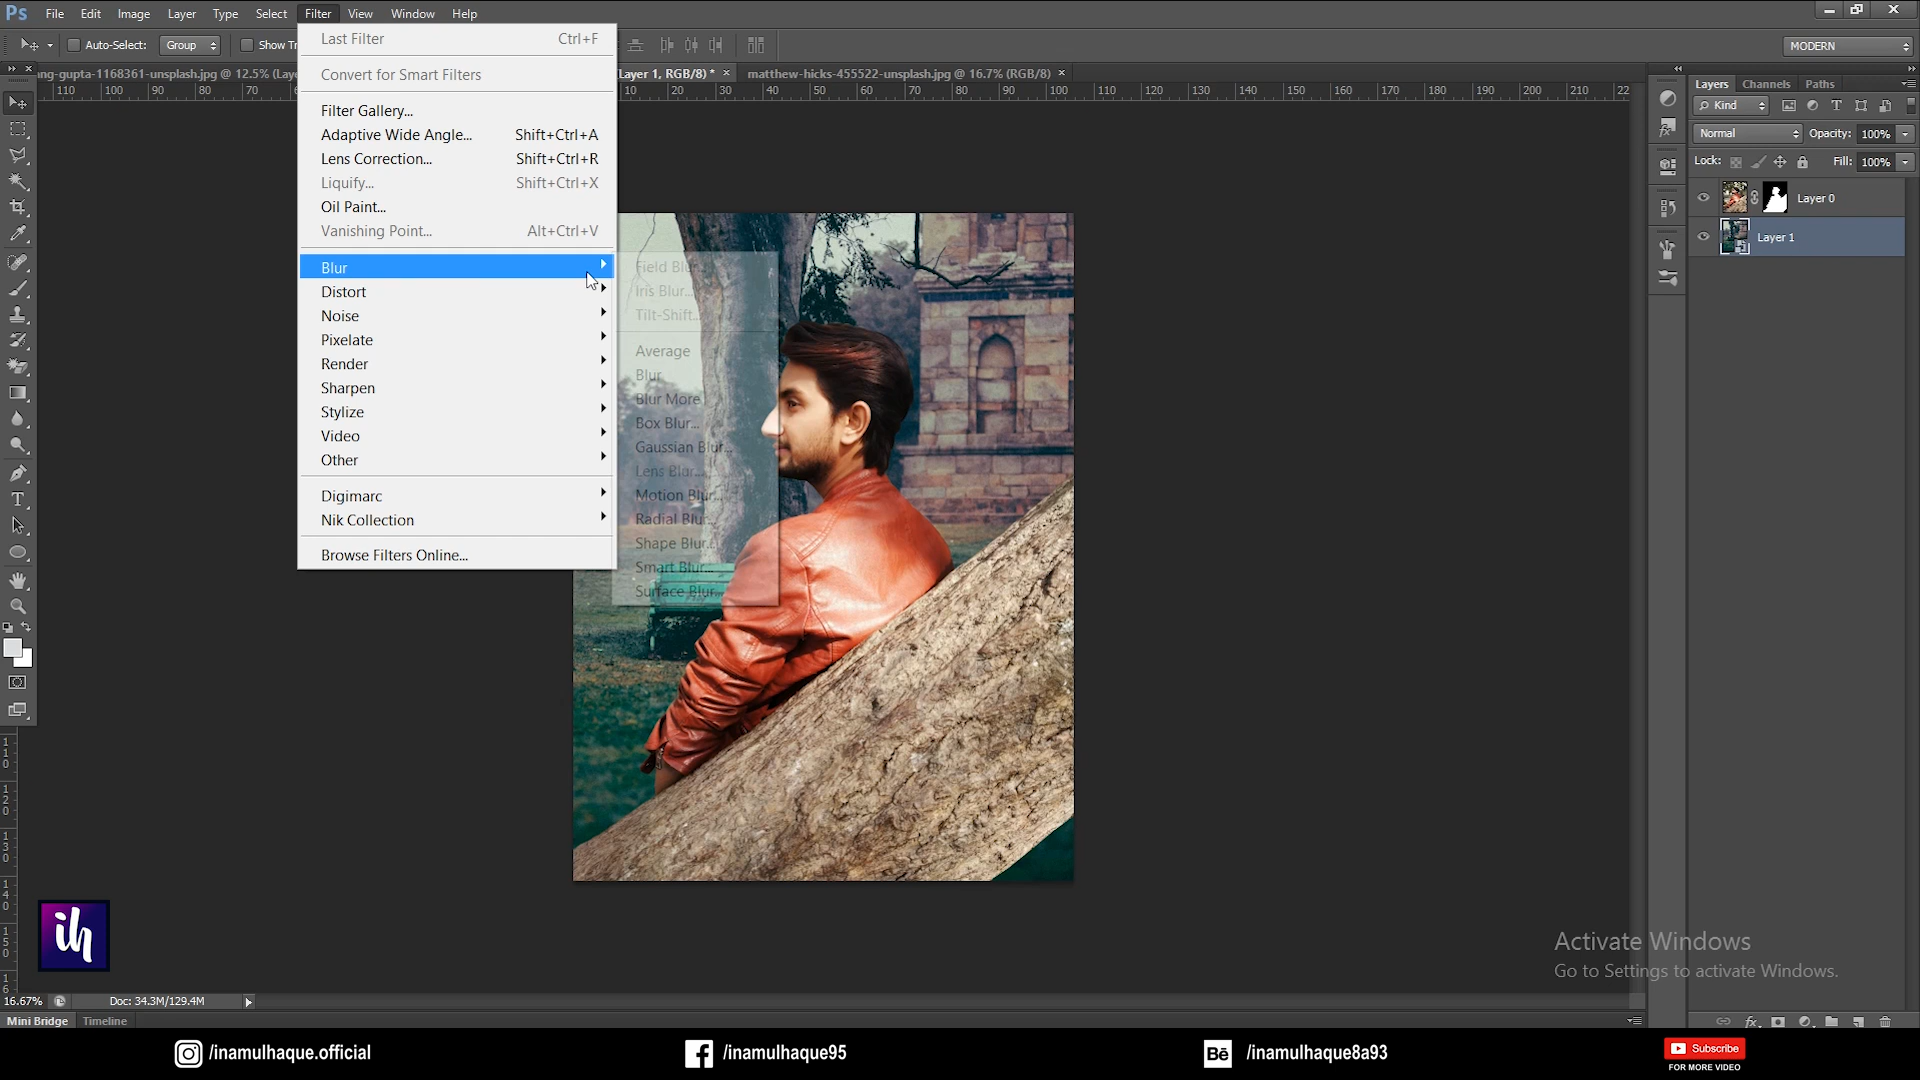 Ps File Edit Image Layer Type Select Filter View Window Help
Auto-Select: Group Show Tr
MODERN
ang-gupta-1168361-unsplash.jpg @ 12.5% (Laye
Layer 1, RGB/8) * × matthew-hicks-455522-unsplash.jpg @ 16.7% (RGB/8) ×
110 100 90 80 70
10 20 30 40 50 60 70 80 90 100 110 120 130 140 150 160 170 180 190 200 210 22
Last Filter Ctrl+F
Convert for Smart Filters
Filter Gallery...
Adaptive Wide Angle... Shift+Ctrl+A
Lens Correction... Shift+Ctrl+R
Liquify... Shift+Ctrl+X
Oil Paint...
Vanishing Point... Alt+Ctrl+V
Blur
Distort
Noise
Pixelate
Render
Sharpen
Stylize
Video
Other
Digimarc
Nik Collection
Browse Filters Online...
Field Blur...
Iris Blur...
Tilt-Shift...
Average
Blur
Blur More
Box Blur...
Gaussian Blur...
Lens Blur...
Motion Blur...
Radial Blur...
Shape Blur...
Smart Blur...
Surface Blur...
Layers Channels Paths
Kind
Normal Opacity: 100%
Lock: Fill: 100%
Layer 0
Layer 1
110
120
130
140
150
16
ih
Activate Windows
Go to Settings to activate Windows.
16.67% Doc: 34.3M/129.4M
Mini Bridge Timeline
/inamulhaque.official /inamulhaque95 Bē /inamulhaque8a93 Subscribe
FOR MORE VIDEO